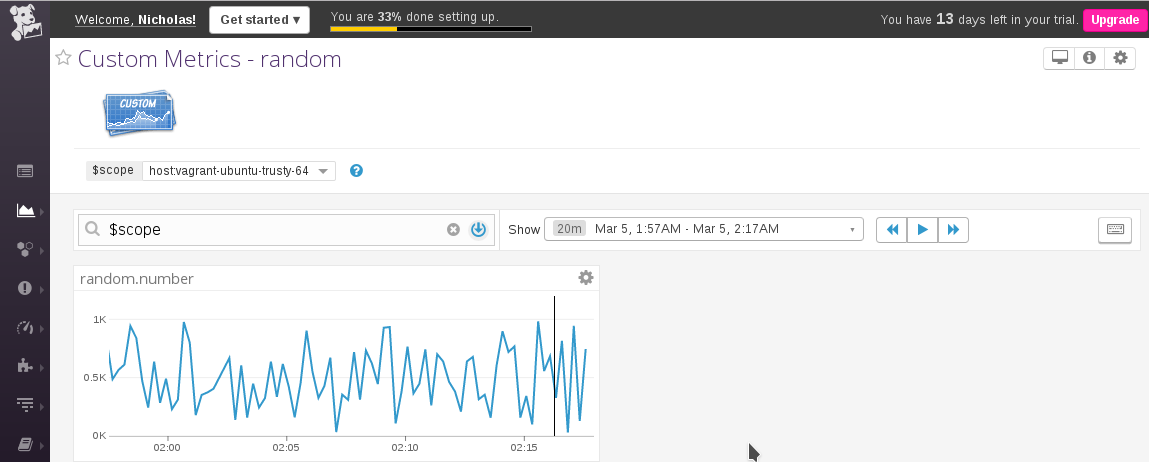 Welcome, Nicholas!
Get started ▾
You are 33% done setting up.
You have 13 days left in your trial.
Upgrade
Custom Metrics - random
CUSTOM
$scope
host:vagrant-ubuntu-trusty-64
?
$scope
Show
20m
Mar 5, 1:57AM - Mar 5, 2:17AM
random.number
1K
0.5K
0K
02:00
02:05
02:10
02:15